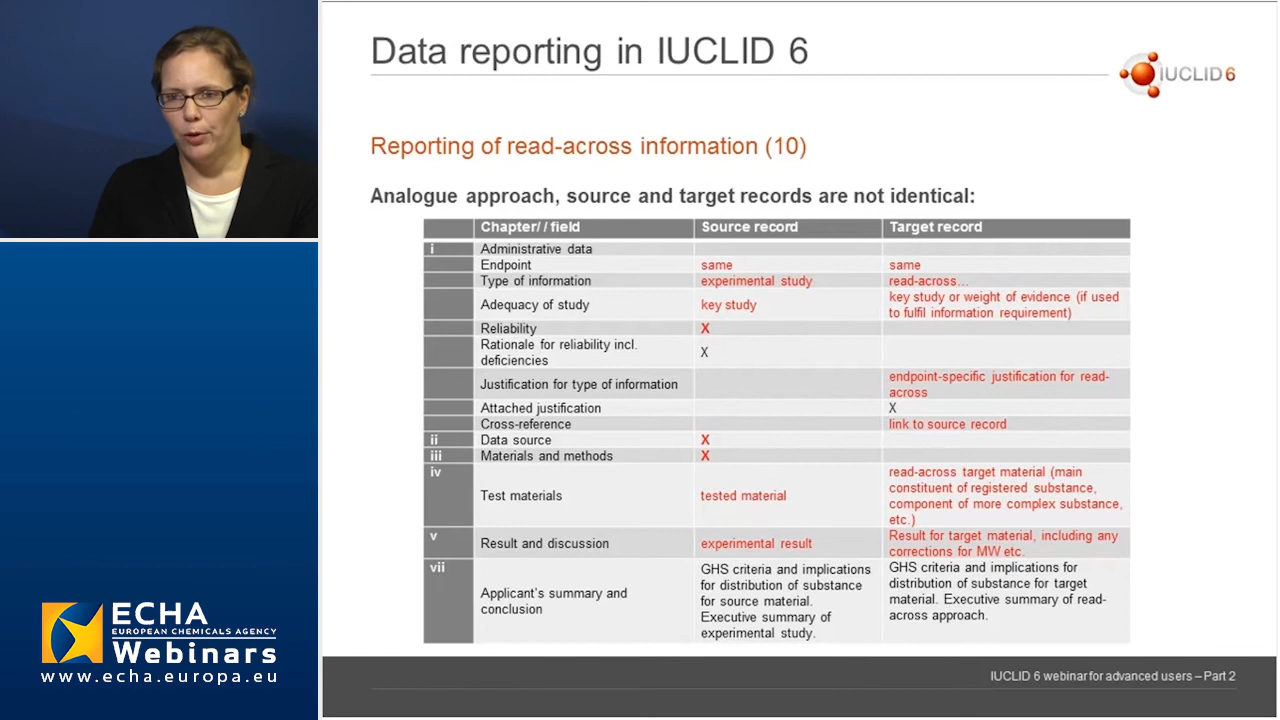 Data reporting in IUCLID 6
IUCLID 6
Reporting of read-across information (10)
Analogue approach, source and target records are not identical:
Chapter/ / field Source record Target record
i Administrative data
Endpoint same same
Type of information experimental study read-across...
Adequacy of study key study key study or weight of evidence (if used
to fulfil information requirement)
Reliability X
Rationale for reliability incl.
deficiencies X
Justification for type of information endpoint-specific justification for read-
across
Attached justification X
Cross-reference link to source record
ii Data source X
iii Materials and methods X
iv Test materials tested material read-across target material (main
constituent of registered substance,
component of more complex substance,
etc.)
v Result and discussion experimental result Result for target material, including any
corrections for MW etc.
vii Applicant's summary and
conclusion
GHS criteria and implications
for distribution of substance
for source material.
Executive summary of
experimental study.
GHS criteria and implications for
distribution of substance for target
material. Executive summary of read-
across approach.
ECHA
EUROPEAN CHEMICALS AGENCY
Webinars
www.echa.europa.eu
IUCLID 6 webinar for advanced users – Part 2